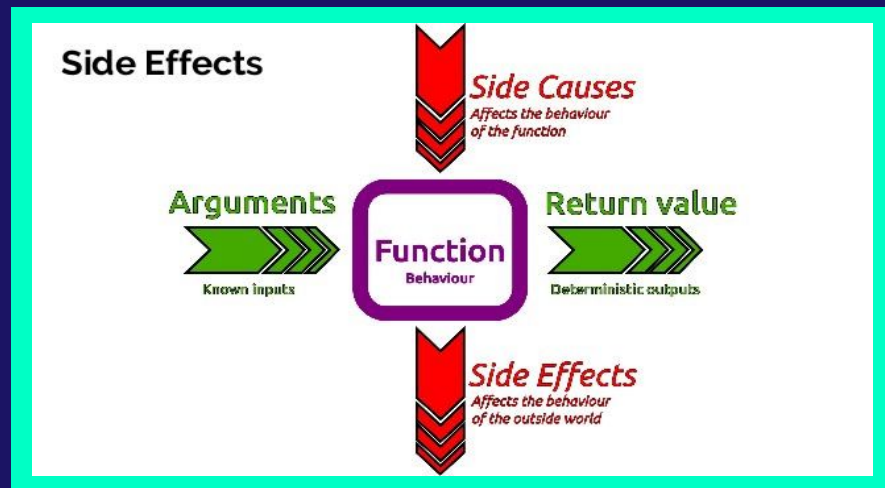 Side Effects
Side Causes
Affects the behaviour
of the function
Arguments
Known inputs
Function
Behaviour
Return value
Deterministic outputs
Side Effects
Affects the behaviour
of the outside world